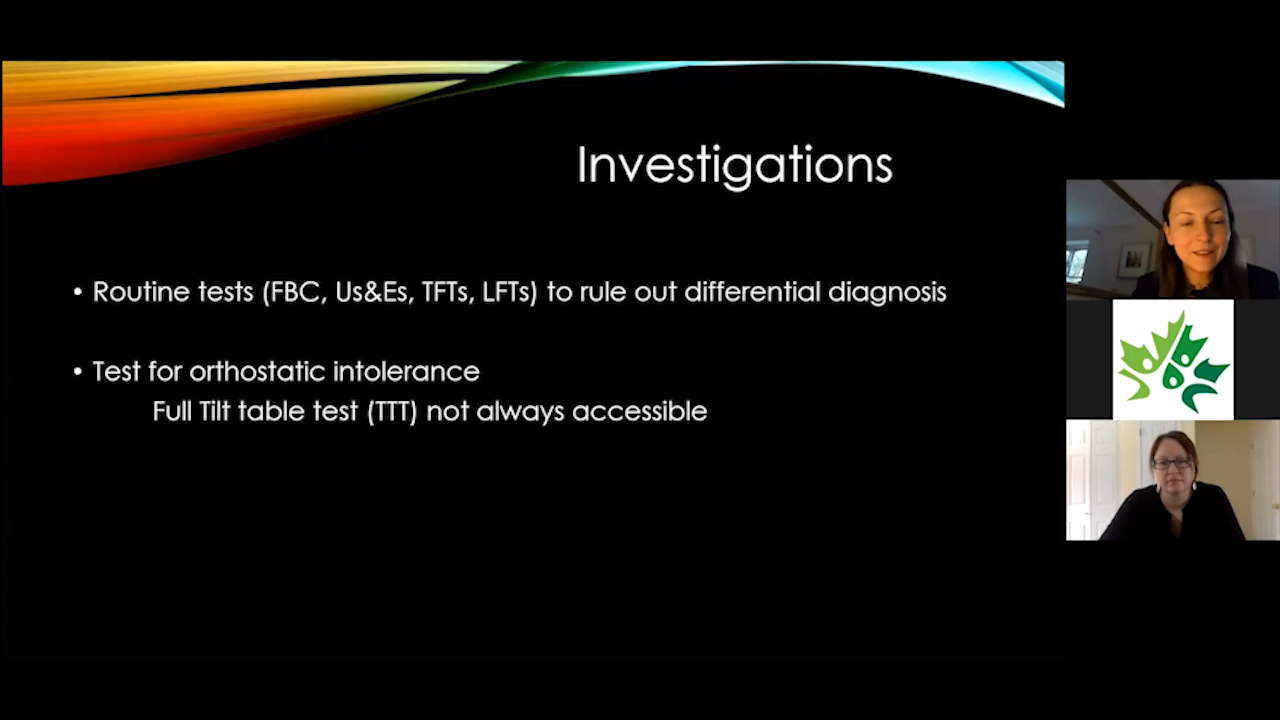 Investigations
• Routine tests (FBC, Us&Es, TFTs, LFTs) to rule out differential diagnosis
• Test for orthostatic intolerance
Full Tilt table test (TTT) not always accessible